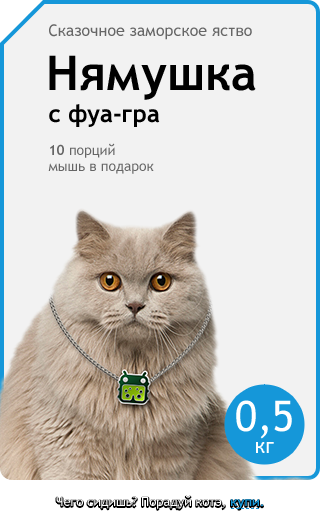 Сказочное заморское яство
Нямушка
с фуа-гра
10 порций
мышь в подарок
0,5
кг
Чего сидишь? Порадуй котэ, купи.